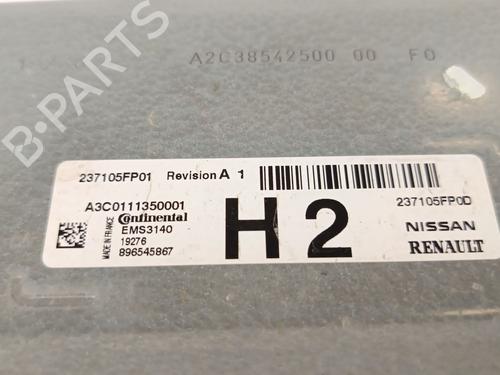 A2C38542500 00 F0
B-PARTS
237105FP01 Revision A 1
A3C0111350001
Continental
EMS3140
19276
896545867
MADE IN FRANCE
H2
237105FP0D
NISSAN
RENAULT